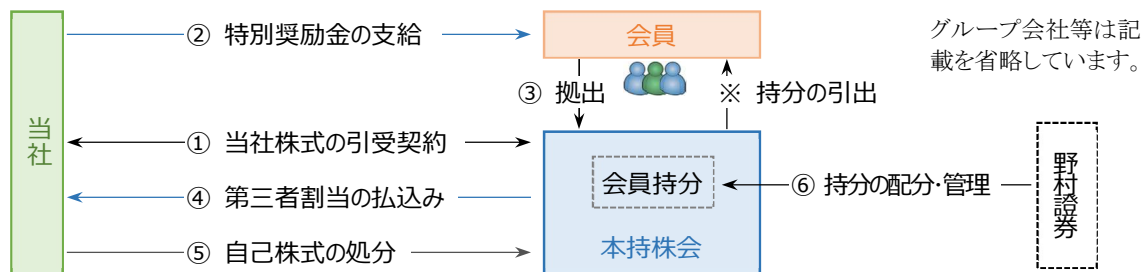 ② 特別奨励金の支給
会員
グループ会社等は記
載を省略しています。
③ 拠出
※ 持分の引出
当社
① 当社株式の引受契約
会員持分
⑥ 持分の配分・管理
野村證券
④ 第三者割当の払込み
⑤ 自己株式の処分
本持株会